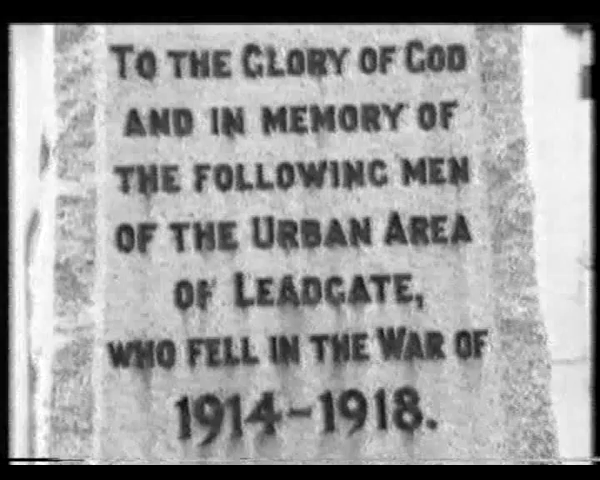 TO THE GLORY OF GOD
AND IN MEMORY OF
THE FOLLOWING MEN
OF THE URBAN AREA
OF LEADGATE,
WHO FELL IN THE WAR OF
1914-1918.